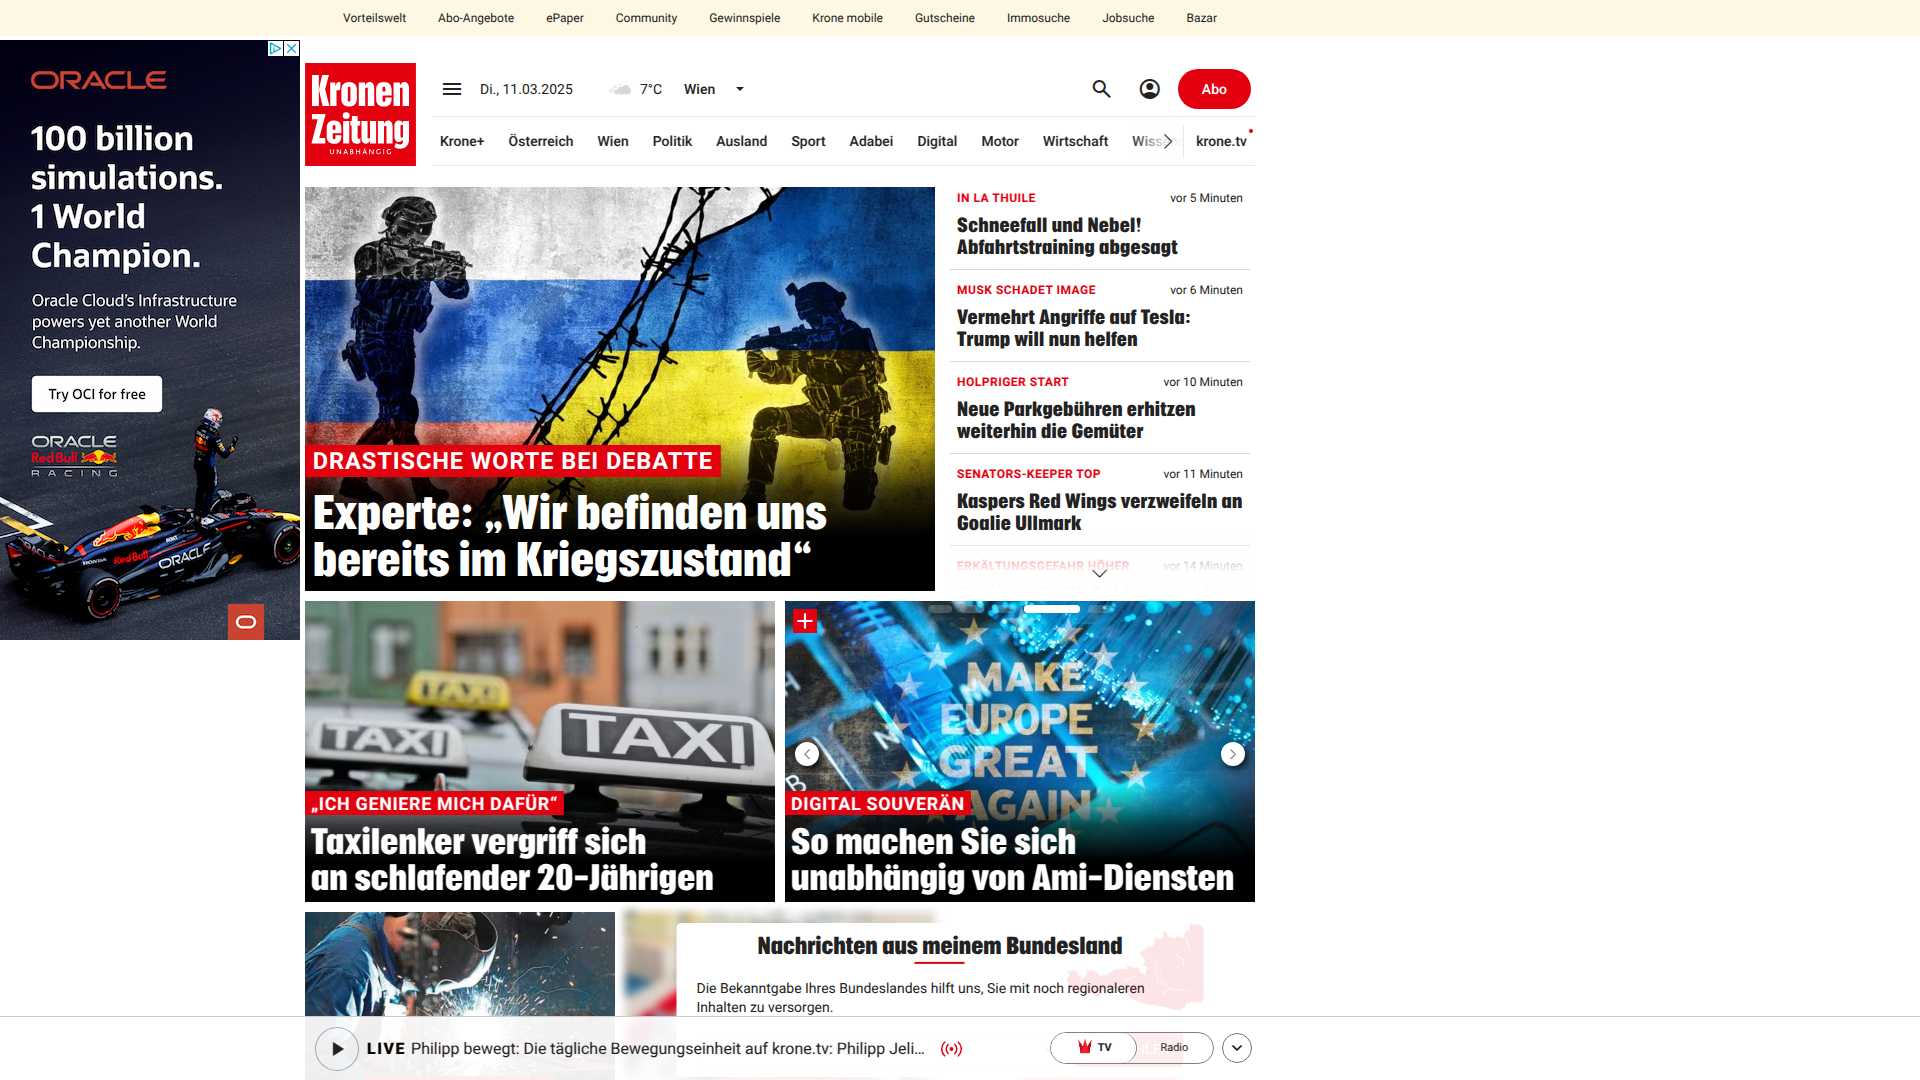 Vorteilswelt
Abo-Angebote
ePaper
Community
Gewinnspiele
Krone mobile
Gutscheine
Immosuche
Jobsuche
Bazar
ORACLE
100 billion
simulations.
1 World
Champion.
Oracle Cloud's Infrastructure
powers yet another World
Championship.
Try OCI for free
ORACLE
Red Bull
RACING
Kronen
Zeitung
UNABHÄNGIG
Di., 11.03.2025
7°C
Wien
Abo
Krone+
Österreich
Wien
Politik
Ausland
Sport
Adabei
Digital
Motor
Wirtschaft
krone.tv
DRASTISCHE WORTE BEI DEBATTE
Experte: „Wir befinden uns
bereits im Kriegszustand“
IN LA THUILE
vor 5 Minuten
Schneefall und Nebel!
Abfahrtstraining abgesagt
MUSK SCHADET IMAGE
vor 6 Minuten
Vermehrt Angriffe auf Tesla:
Trump will nun helfen
HOLPRIGER START
vor 10 Minuten
Neue Parkgebühren erhitzen
weiterhin die Gemüter
SENATORS-KEEPER TOP
vor 11 Minuten
Kaspers Red Wings verzweifeln an
Goalie Ullmark
ERKÄLTUNGSGEFAHR HÖHER
vor 14 Minuten
TAXI
TAXI
TAXI
„ICH GENIERE MICH DAFÜR“
Taxilenker vergriff sich
an schlafender 20-Jährigen
MAKE
EUROPE
GREAT
AGAIN
DIGITAL SOUVERÄN
So machen Sie sich
unabhängig von Ami-Diensten
Nachrichten aus meinem Bundesland
Die Bekanntgabe Ihres Bundeslandes hilft uns, Sie mit noch regionaleren
Inhalten zu versorgen.
LIVE Philipp bewegt: Die tägliche Bewegungseinheit auf krone.tv: Philipp Jeli...
TV
Radio